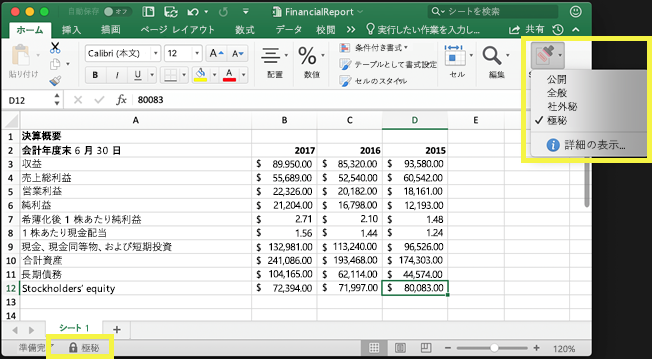 自動保存 オフ FinancialReport シートを検索
ホーム 挿入 描画 ページ レイアウト 数式 データ 校閲 >> 実行したい作業を入力し... 共有
貼り付け Calibri (本文) 12 B I U A 配置 % 数値 条件付き書式 テーブルとして書式設定 セルのスタイル セル 編集
公開
全般
社外秘
✓ 極秘
詳細の表示...
D12 fx 80083
A B C D E
1 決算概要
2 会計年度末 6 月 30 日 2017 2016 2015
3 収益 $ 89,950.00 $ 85,320.00 $ 93,580.00
4 売上総利益 $ 55,689.00 $ 52,540.00 $ 60,542.00
5 営業利益 $ 22,326.00 $ 20,182.00 $ 18,161.00
6 純利益 $ 21,204.00 $ 16,798.00 $ 12,193.00
7 希薄化後 1 株あたり純利益 $ 2.71 $ 2.10 $ 1.48
8 1 株あたり現金配当 $ 1.56 $ 1.44 $ 1.24
9 現金、現金同等物、および短期投資 $ 132,981.00 $ 113,240.00 $ 96,526.00
10 合計資産 $ 241,086.00 $ 193,468.00 $ 174,303.00
11 長期債務 $ 104,165.00 $ 62,114.00 $ 44,574.00
12 Stockholders' equity $ 72,394.00 $ 71,997.00 $ 80,083.00
13
14
シート 1 +
準備完了 極秘 120%